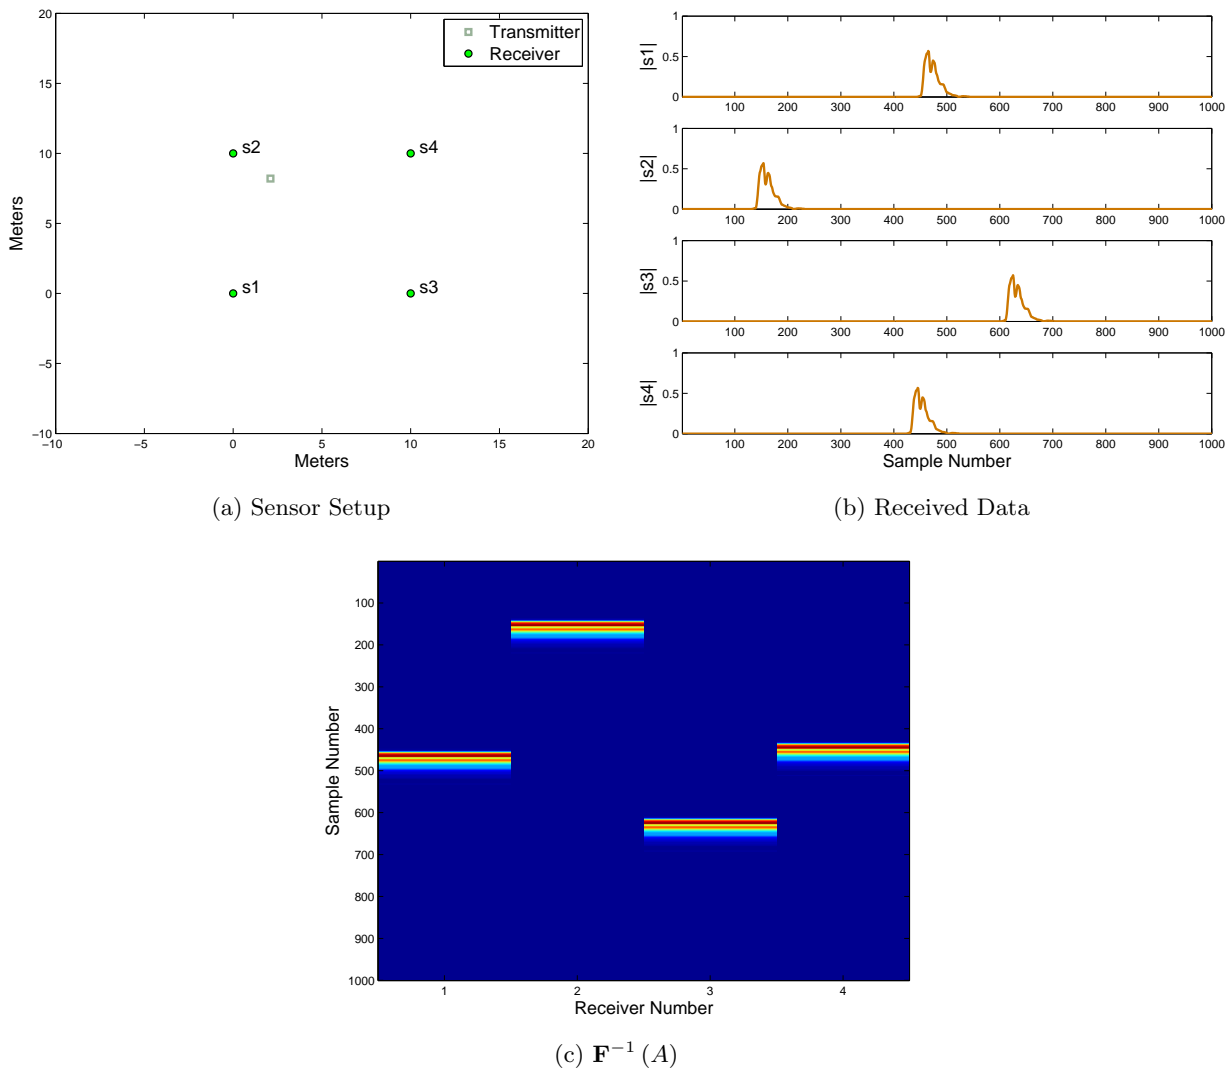 20
15
10
5
0
−5
−10
−10
−5
0
5
10
15
20
Meters
Meters
Transmitter
Receiver
s2
s4
s1
s3
(a) Sensor Setup
1
0.5
0
|s1|
100 200 300 400 500 600 700 800 900 1000
1
0.5
0
|s2|
100 200 300 400 500 600 700 800 900 1000
1
0.5
0
|s3|
100 200 300 400 500 600 700 800 900 1000
1
0.5
0
|s4|
100 200 300 400 500 600 700 800 900 1000
Sample Number
(b) Received Data
100
200
300
400
500
600
700
800
900
1000
Sample Number
1 2 3 4
Receiver Number
(c) F⁻¹ (A)